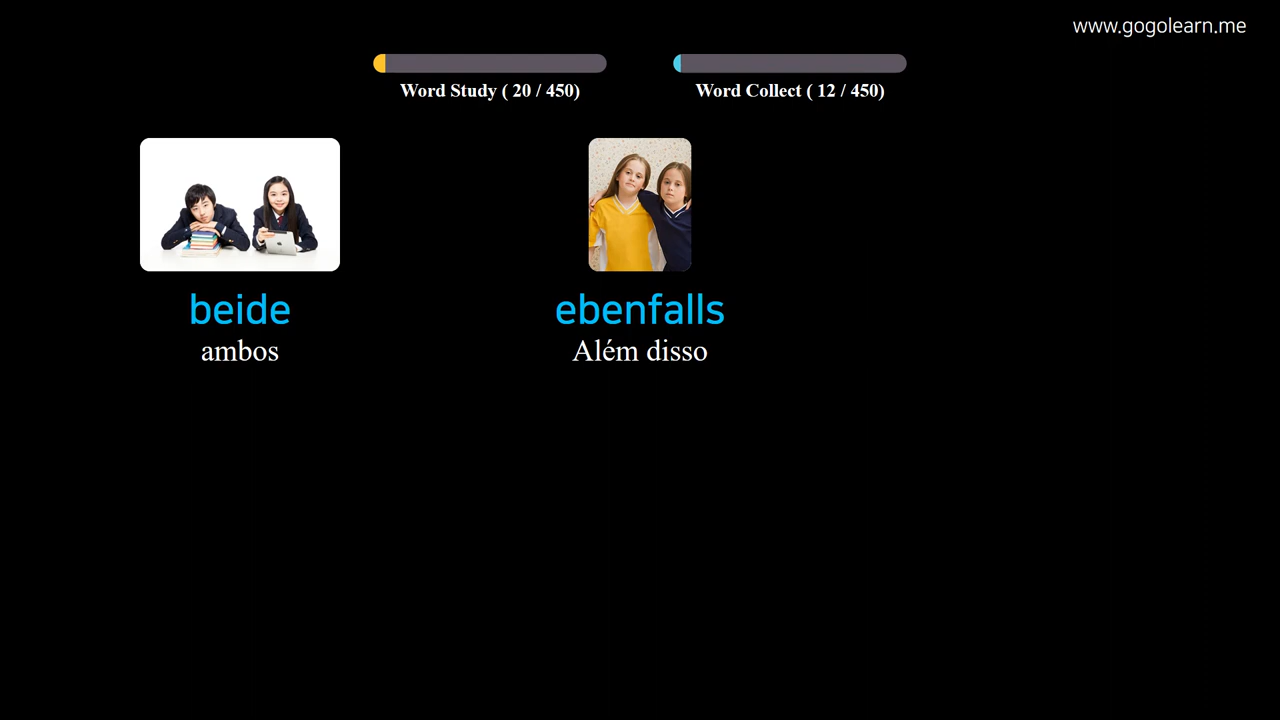 www.gogolearn.me
Word Study ( 20 / 450)
Word Collect ( 12 / 450)
beide
ambos
ebenfalls
Além disso